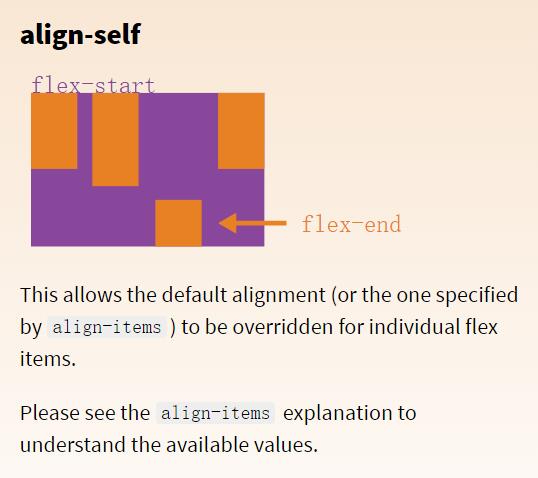 align-self
flex-start
flex-end
This allows the default alignment (or the one specified
by align-items ) to be overridden for individual flex
items.
Please see the align-items explanation to
understand the available values.